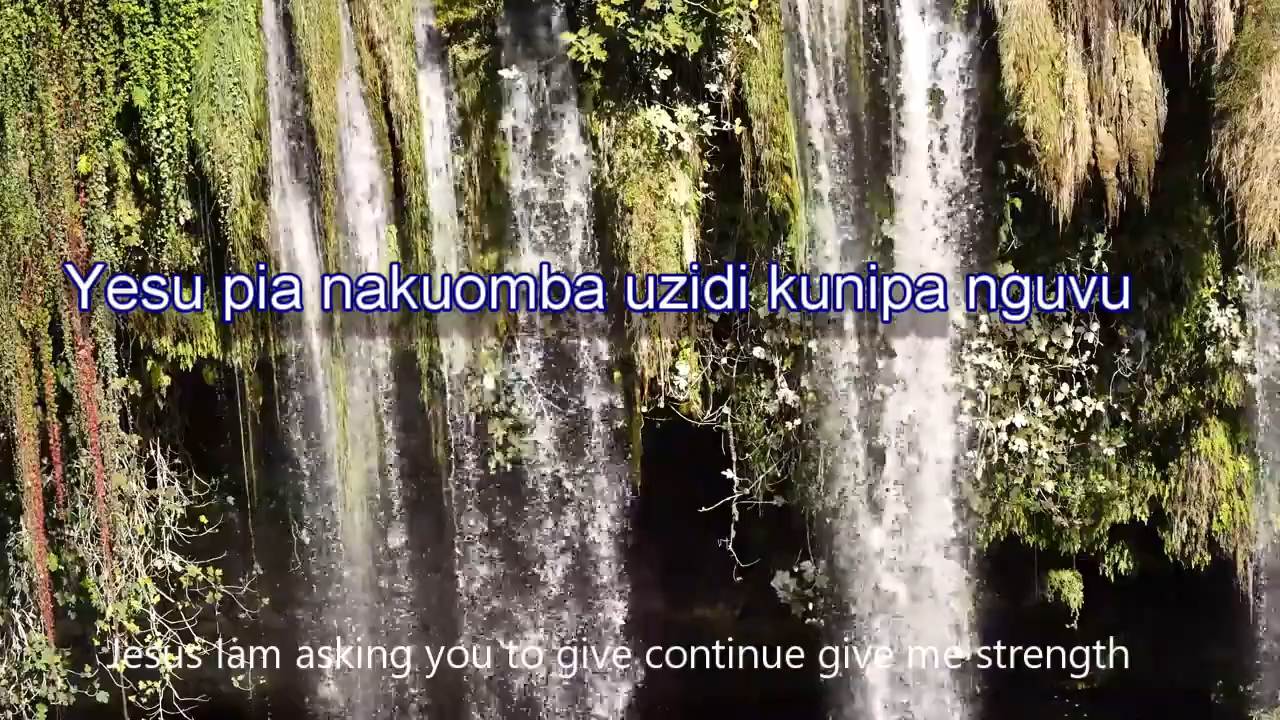 Yesu pia nakuomba uzidi kunipa nguvu
Jesus Iam asking you to give continue give me strength